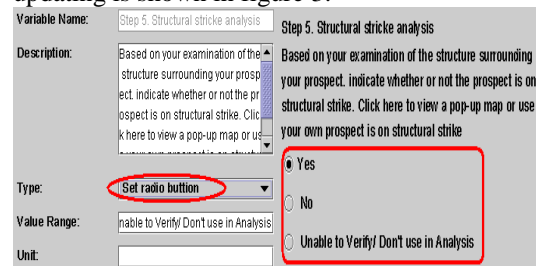 updating is shown in figure 5.
Variable Name:
Step 5. Structural stricke analysis
Description:
Based on your examination of the
structure surrounding your prosp
ect. indicate whether or not the pr
ospect is on structural strike. Clic
k here to view a pop-up map or us
Type:
Set radio buittion
Value Range:
nable to Verify/ Don't use in Analysis
Unit:
Step 5. Structural stricke analysis
Based on your examination of the structure surrounding
your prospect. indicate whether or not the prospect is on
structural strike. Click here to view a pop-up map or use
your own prospect is on structural strike
Yes
No
Unable to Verify/ Don't use in Analysis